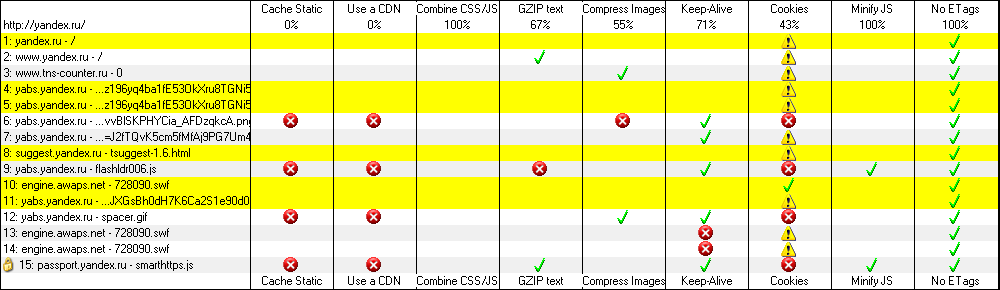 Cache Static Use a CDN Combine CSS/JS GZIP text Compress Images Keep-Alive Cookies Minify JS No ETags
http://yandex.ru/ 0% 0% 100% 67% 55% 71% 43% 100% 100%
1: yandex.ru - /
2: www.yandex.ru - /
3: www.tns-counter.ru - 0
4: yabs.yandex.ru - ...z196yq4ba1fE53OkXru8TGNi5
5: yabs.yandex.ru - ...z196yq4ba1fE53OkXru8TGNi5
6: yabs.yandex.ru - ...vvBISKPHYCia_AFDzqkcA.png
7: yabs.yandex.ru - ...=J2fTQvK5cm5fMfAj9PG7Um4
8: suggest.yandex.ru - tsuggest-1.6.html
9: yabs.yandex.ru - flashldr006.js
10: engine.awaps.net - 728090.swf
11: yabs.yandex.ru - ...JXGsBh0dH7K6Ca2S1e90d0
12: yabs.yandex.ru - spacer.gif
13: engine.awaps.net - 728090.swf
14: engine.awaps.net - 728090.swf
15: passport.yandex.ru - smarthttps.js
Cache Static Use a CDN Combine CSS/JS GZIP text Compress Images Keep-Alive Cookies Minify JS No ETags